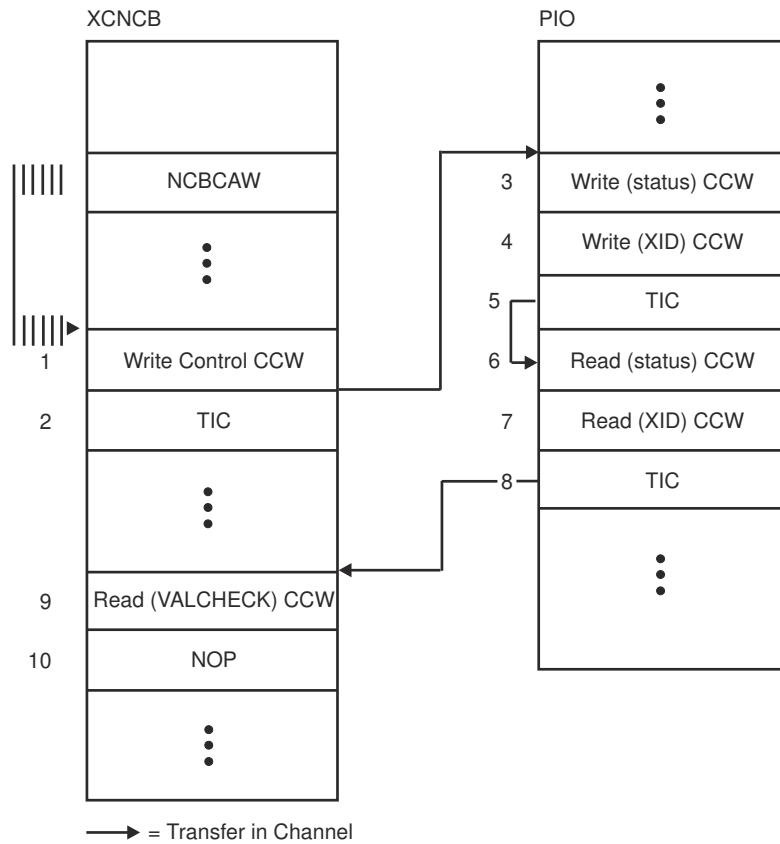 XCNCB
NCBCAW
1 Write Control CCW
2 TIC
9 Read (VALCHECK) CCW
10 NOP
PIO
3 Write (status) CCW
4 Write (XID) CCW
5 TIC
6 Read (status) CCW
7 Read (XID) CCW
8 TIC
= Transfer in Channel